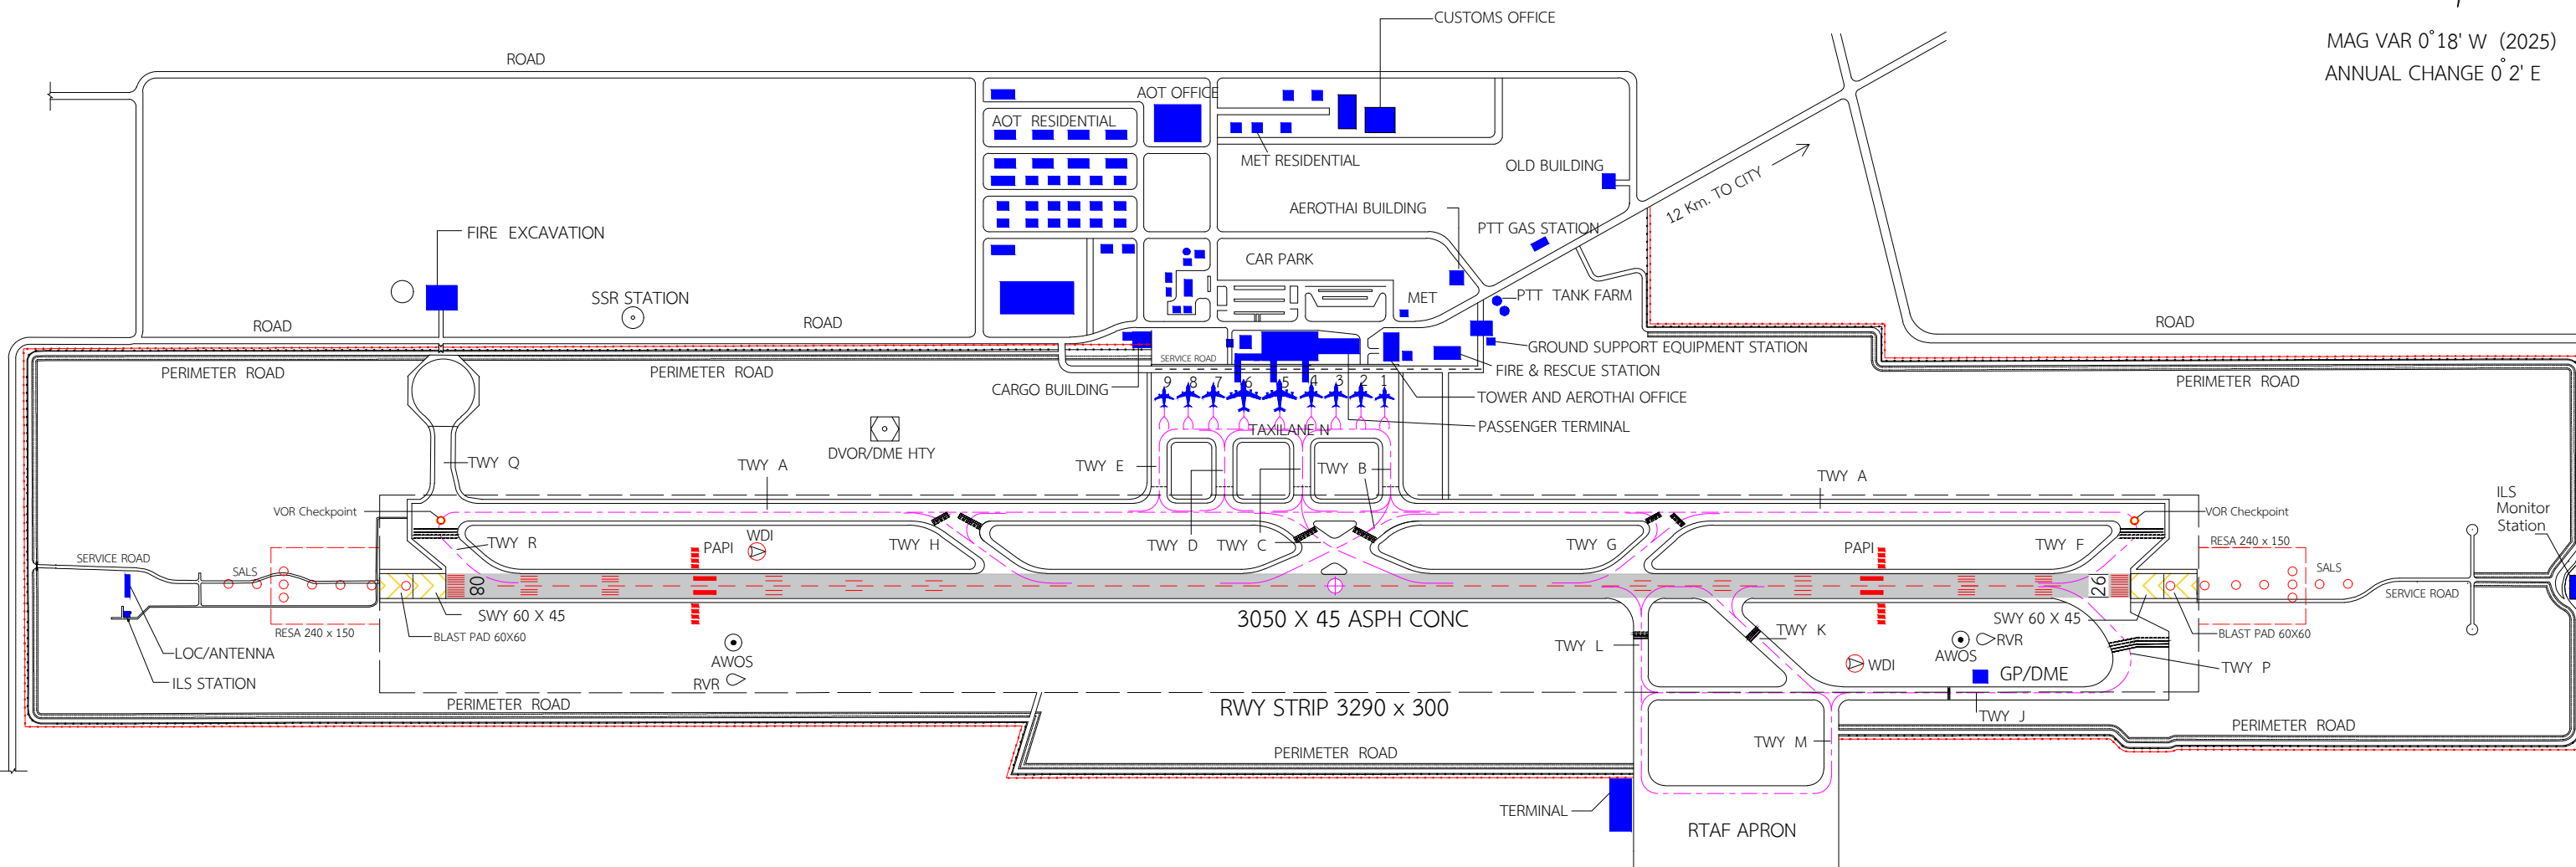 CUSTOMS OFFICE
MAG VAR 0°18' W (2025)
ANNUAL CHANGE 0°2' E
ROAD
AOT OFFICE
AOT RESIDENTIAL
MET RESIDENTIAL
OLD BUILDING
12 Km. TO CITY
AEROTHAI BUILDING
PTT GAS STATION
FIRE EXCAVATION
CAR PARK
SSR STATION
MET
PTT TANK FARM
ROAD
ROAD
ROAD
GROUND SUPPORT EQUIPMENT STATION
SERVICE ROAD
PERIMETER ROAD
PERIMETER ROAD
FIRE & RESCUE STATION
PERIMETER ROAD
CARGO BUILDING
9 8 7 6 5 4 3 2 1
TOWER AND AEROTHAI OFFICE
PASSENGER TERMINAL
TAXILANE N
DVOR/DME HTY
TWY Q
TWY A
TWY E
TWY B
TWY A
ILS
Monitor
Station
VOR Checkpoint
VOR Checkpoint
WDI
PAPI
TWY R
TWY H
TWY D
TWY C
TWY G
PAPI
TWY F
RESA 240 x 150
SERVICE ROAD
SALS
SALS
08
26
SERVICE ROAD
SWY 60 X 45
3050 X 45 ASPH CONC
SWY 60 X 45
RESA 240 x 150
BLAST PAD 60X60
TWY K
BLAST PAD 60X60
LOC/ANTENNA
AWOS
TWY L
RVR
AWOS
WDI
TWY P
ILS STATION
RVR
GP/DME
PERIMETER ROAD
RWY STRIP 3290 x 300
TWY J
PERIMETER ROAD
TWY M
PERIMETER ROAD
TERMINAL
RTAF APRON